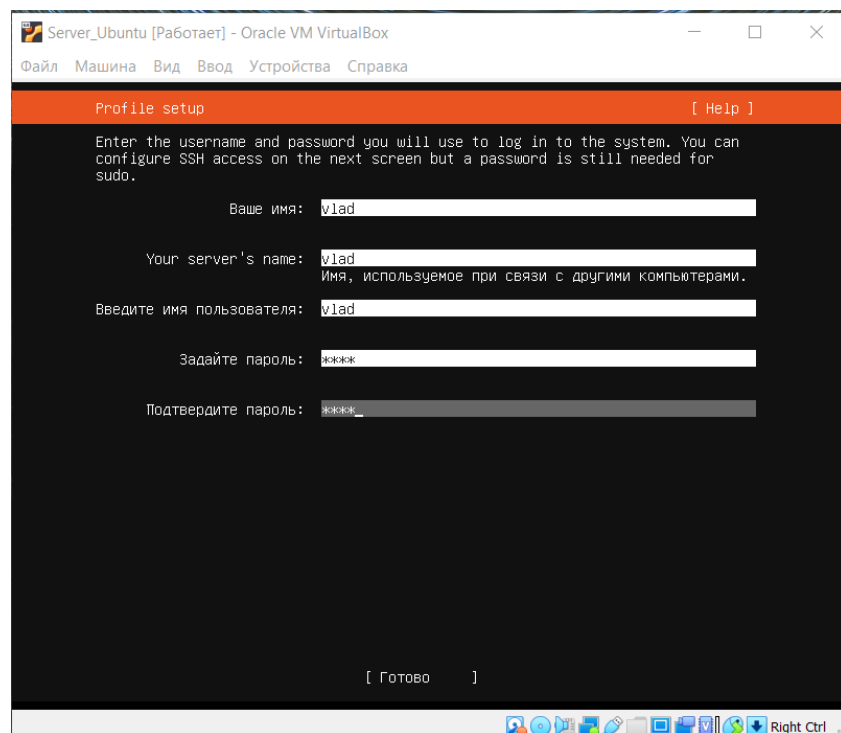 Server_Ubuntu [Работает] - Oracle VM VirtualBox
Файл Машина Вид Ввод Устройства Справка
Profile setup [ Help ]
Enter the username and password you will use to log in to the system. You can
configure SSH access on the next screen but a password is still needed for
sudo.
Ваше имя: vlad
Your server's name: vlad
Имя, используемое при связи с другими компьютерами.
Введите имя пользователя: vlad
Задайте пароль: ****
Подтвердите пароль: ****_
[ Готово ]
Right Ctrl